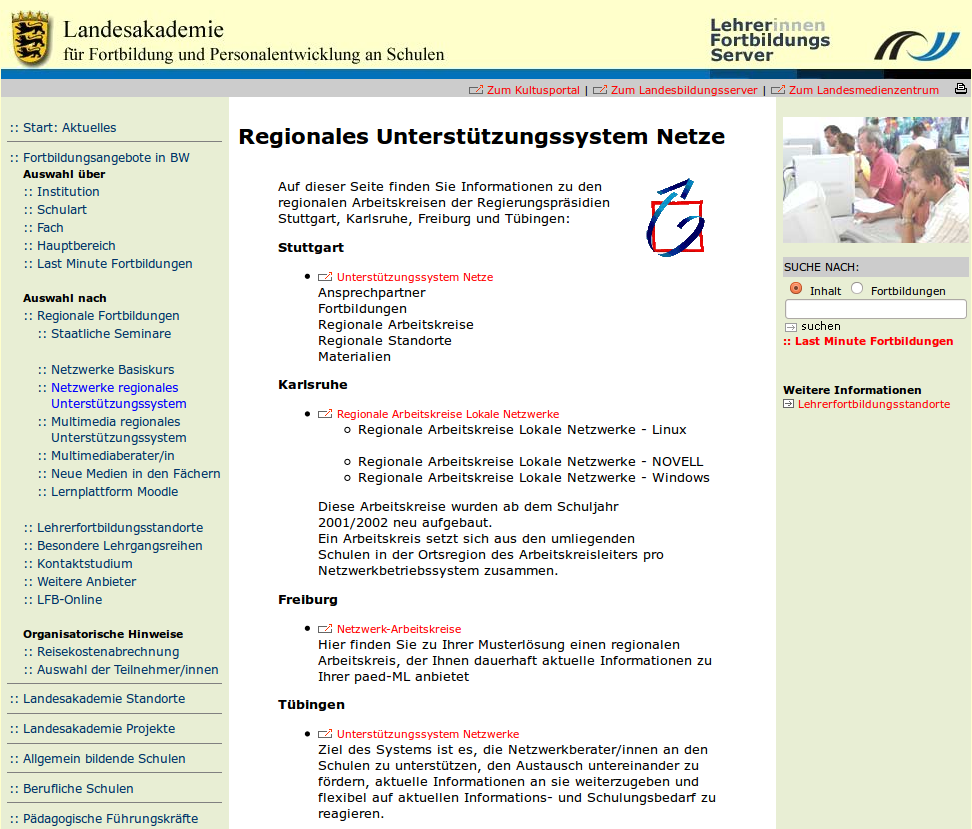 Landesakademie
für Fortbildung und Personalentwicklung an Schulen
Lehrerinnen
Fortbildungs
Server
Zum Kultusportal | Zum Landesbildungsserver | Zum Landesmedienzentrum
:: Start: Aktuelles
:: Fortbildungsangebote in BW
Auswahl über
:: Institution
:: Schulart
:: Fach
:: Hauptbereich
:: Last Minute Fortbildungen
Auswahl nach
:: Regionale Fortbildungen
:: Staatliche Seminare
:: Netzwerke Basiskurs
:: Netzwerke regionales
Unterstützungssystem
:: Multimedia regionales
Unterstützungssystem
:: Multimediaberater/in
:: Neue Medien in den Fächern
:: Lernplattform Moodle
:: Lehrerfortbildungsstandorte
:: Besondere Lehrgangsreihen
:: Kontaktstudium
:: Weitere Anbieter
:: LFB-Online
Organisatorische Hinweise
:: Reisekostenabrechnung
:: Auswahl der Teilnehmer/innen
:: Landesakademie Standorte
:: Landesakademie Projekte
:: Allgemein bildende Schulen
:: Berufliche Schulen
:: Pädagogische Führungskräfte
Regionales Unterstützungssystem Netze
Auf dieser Seite finden Sie Informationen zu den
regionalen Arbeitskreisen der Regierungspräsidien
Stuttgart, Karlsruhe, Freiburg und Tübingen:
Stuttgart
• Unterstützungssystem Netze
Ansprechpartner
Fortbildungen
Regionale Arbeitskreise
Regionale Standorte
Materialien
Karlsruhe
• Regionale Arbeitskreise Lokale Netzwerke
Regionale Arbeitskreise Lokale Netzwerke - Linux
Regionale Arbeitskreise Lokale Netzwerke - NOVELL
Regionale Arbeitskreise Lokale Netzwerke - Windows
Diese Arbeitskreise wurden ab dem Schuljahr
2001/2002 neu aufgebaut.
Ein Arbeitskreis setzt sich aus den umliegenden
Schulen in der Ortsregion des Arbeitskreisleiters pro
Netzwerkbetriebssystem zusammen.
Freiburg
• Netzwerk-Arbeitskreise
Hier finden Sie zu Ihrer Musterlösung einen regionalen
Arbeitskreis, der Ihnen dauerhaft aktuelle Informationen zu
Ihrer paed-ML anbietet
Tübingen
• Unterstützungssystem Netzwerke
Ziel des Systems ist es, die Netzwerkberater/innen an den
Schulen zu unterstützen, den Austausch untereinander zu
fördern, aktuelle Informationen an sie weiterzugeben und
flexibel auf aktuellen Informations- und Schulungsbedarf zu
reagieren.
SUCHE NACH:
Inhalt Fortbildungen
suchen
:: Last Minute Fortbildungen
Weitere Informationen
Lehrerfortbildungsstandorte